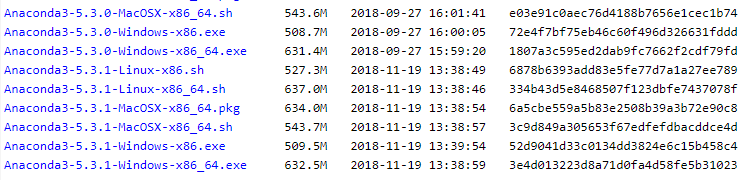 Anaconda3-5.3.0-MacOSX-x86_64.sh 543.6M 2018-09-27 16:01:41 e03e91c0aec76d4188b7656e1cec1b74
Anaconda3-5.3.0-Windows-x86.exe 508.7M 2018-09-27 16:00:05 72e4f7bf75eb46c60f496d326631fddd
Anaconda3-5.3.0-Windows-x86_64.exe 631.4M 2018-09-27 15:59:20 1807a3c595ed2dab9fc7662f2cdf79fd
Anaconda3-5.3.1-Linux-x86.sh 527.3M 2018-11-19 13:38:49 6878b6393add83e5fe77d7a1a27ee789
Anaconda3-5.3.1-Linux-x86_64.sh 637.0M 2018-11-19 13:38:46 334b43d5e8468507f123dbfe7437078f
Anaconda3-5.3.1-MacOSX-x86_64.pkg 634.0M 2018-11-19 13:38:54 6a5cbe559a5b83e2508b39a3b72e90c8
Anaconda3-5.3.1-MacOSX-x86_64.sh 543.7M 2018-11-19 13:38:57 3c9d849a305653f67edfefdbacddce4d
Anaconda3-5.3.1-Windows-x86.exe 509.5M 2018-11-19 13:39:54 52d9041d33c0134dd3824e6c15b458c4
Anaconda3-5.3.1-Windows-x86_64.exe 632.5M 2018-11-19 13:38:59 3e4d013223d8a71d0fa4d58fe5b31023